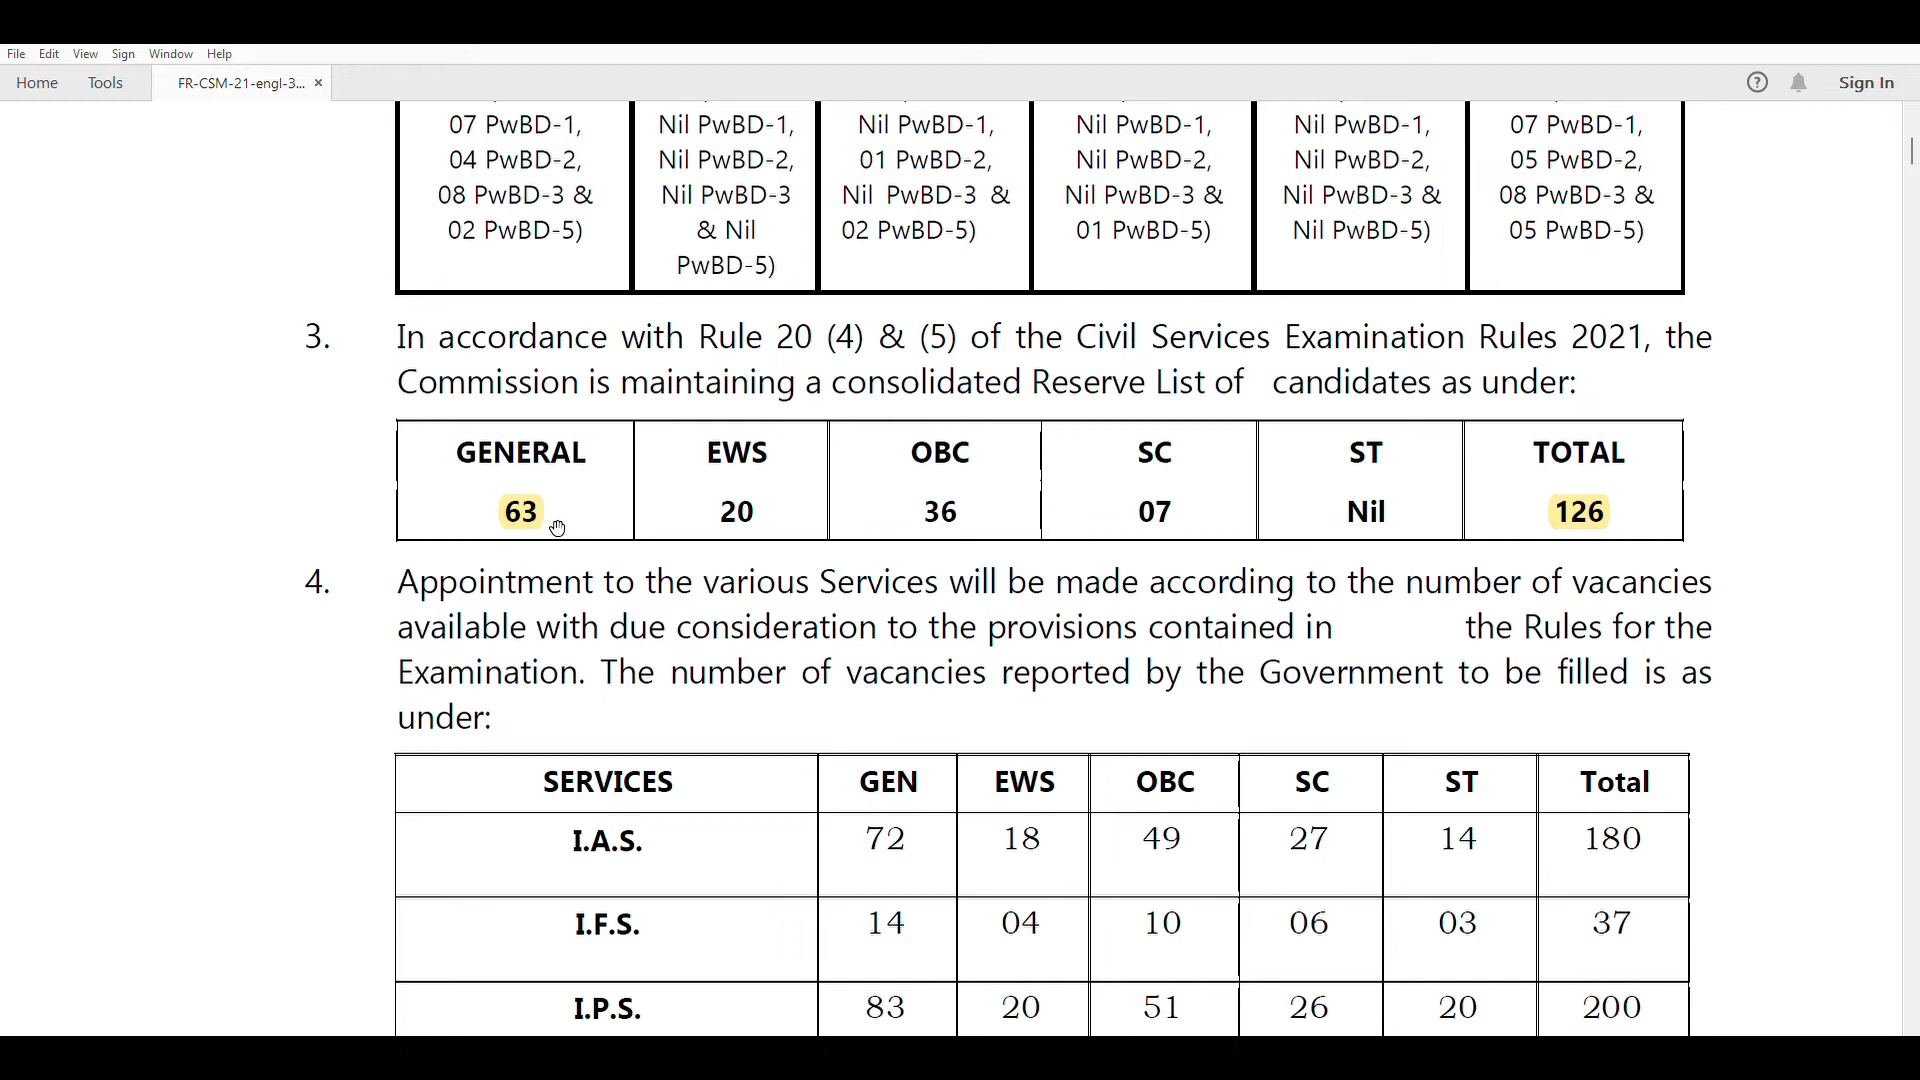 File Edit View Sign Window Help
Home Tools FR-CSM-21-engl-3... × Sign In
07 PwBD-1, Nil PwBD-1, Nil PwBD-1, Nil PwBD-1, Nil PwBD-1, 07 PwBD-1,
04 PwBD-2, Nil PwBD-2, 01 PwBD-2, Nil PwBD-2, Nil PwBD-2, 05 PwBD-2,
08 PwBD-3 & Nil PwBD-3 Nil PwBD-3 & Nil PwBD-3 & Nil PwBD-3 & 08 PwBD-3 &
02 PwBD-5) & Nil 02 PwBD-5) 01 PwBD-5) Nil PwBD-5) 05 PwBD-5)
PwBD-5)
3. In accordance with Rule 20 (4) & (5) of the Civil Services Examination Rules 2021, the
Commission is maintaining a consolidated Reserve List of candidates as under:
GENERAL EWS OBC SC ST TOTAL
63 20 36 07 Nil 126
4. Appointment to the various Services will be made according to the number of vacancies
available with due consideration to the provisions contained in the Rules for the
Examination. The number of vacancies reported by the Government to be filled is as
under:
SERVICES GEN EWS OBC SC ST Total
I.A.S. 72 18 49 27 14 180
I.F.S. 14 04 10 06 03 37
I.P.S. 83 20 51 26 20 200